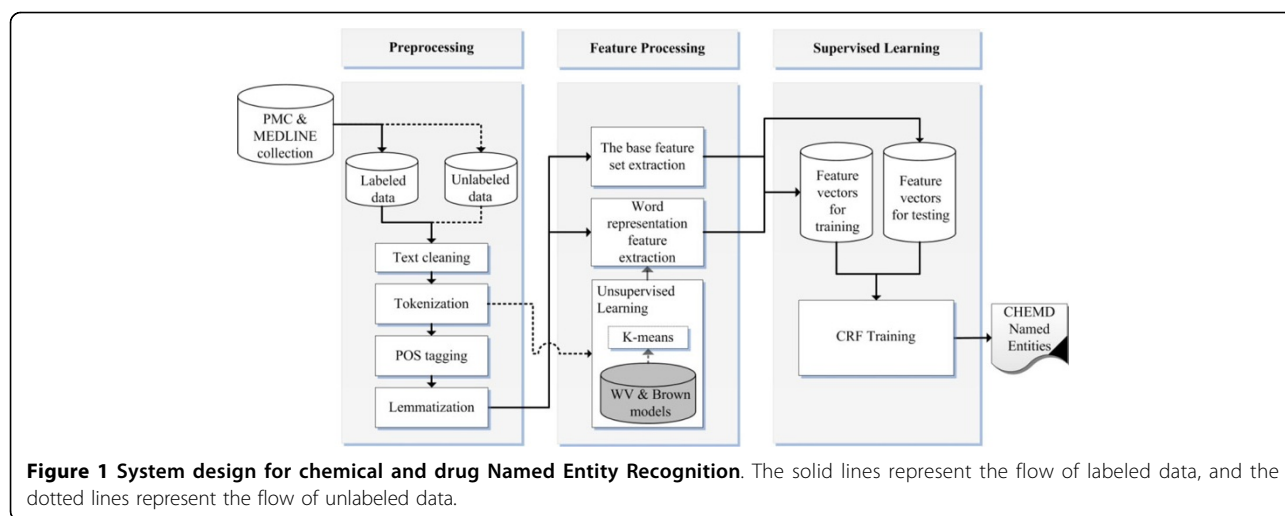 Preprocessing
Feature Processing
Supervised Learning
PMC &
MEDLINE
collection
Labeled
data
Unlabeled
data
Text cleaning
Tokenization
POS tagging
Lemmatization
The base feature
set extraction
Word
representation
feature
extraction
Unsupervised
Learning
K-means
WV & Brown
models
Feature
vectors
for
training
Feature
vectors
for testing
CRF Training
CHEMD
Named
Entities
Figure 1 System design for chemical and drug Named Entity Recognition. The solid lines represent the flow of labeled data, and the
dotted lines represent the flow of unlabeled data.